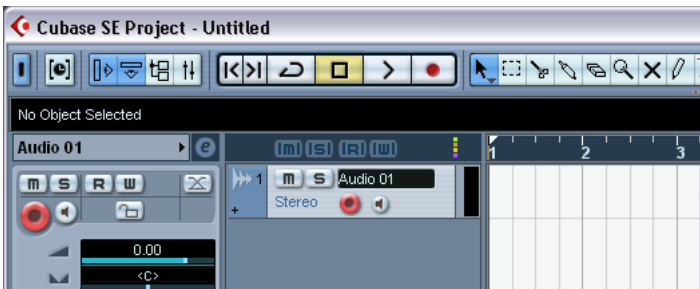 Cubase SE Project - Untitled
No Object Selected
Audio 01
e
M S R W
1 2 3
M S R W
1 M S Audio 01
Stereo
0.00
<C>